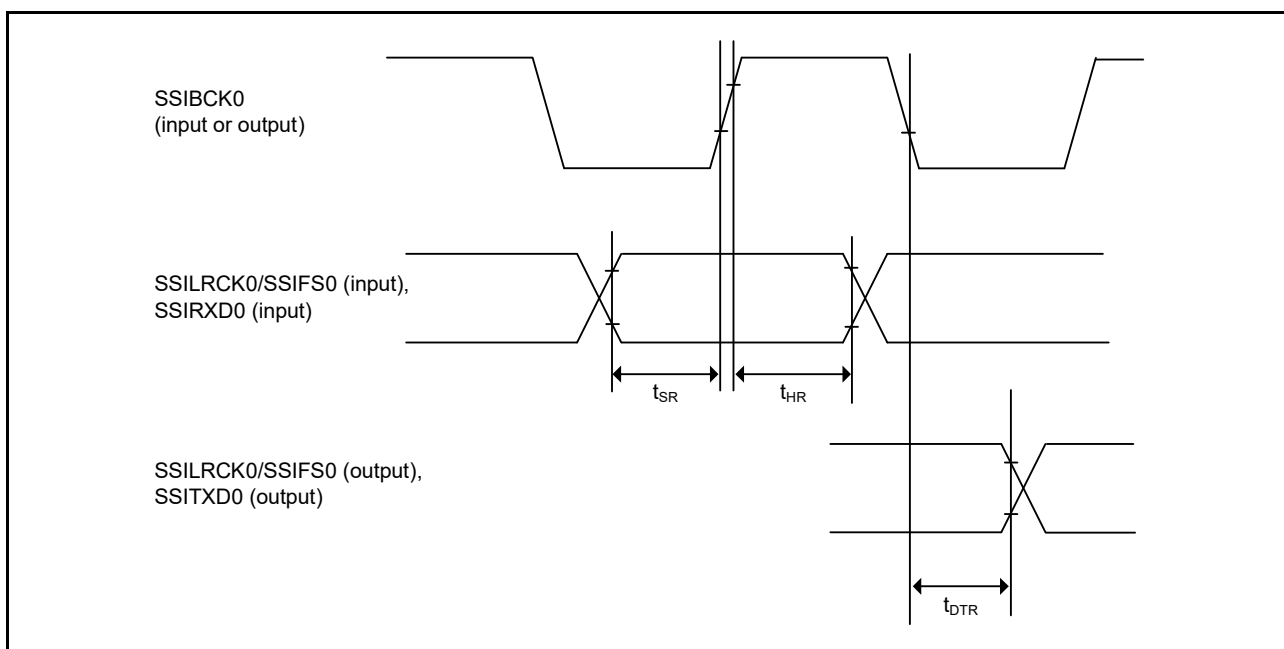 SSIBCK0
(input or output)
SSILRCK0/SSIFS0 (input),
SSIRXD0 (input)
tSR
tHR
SSILRCK0/SSIFS0 (output),
SSITXD0 (output)
tDTR